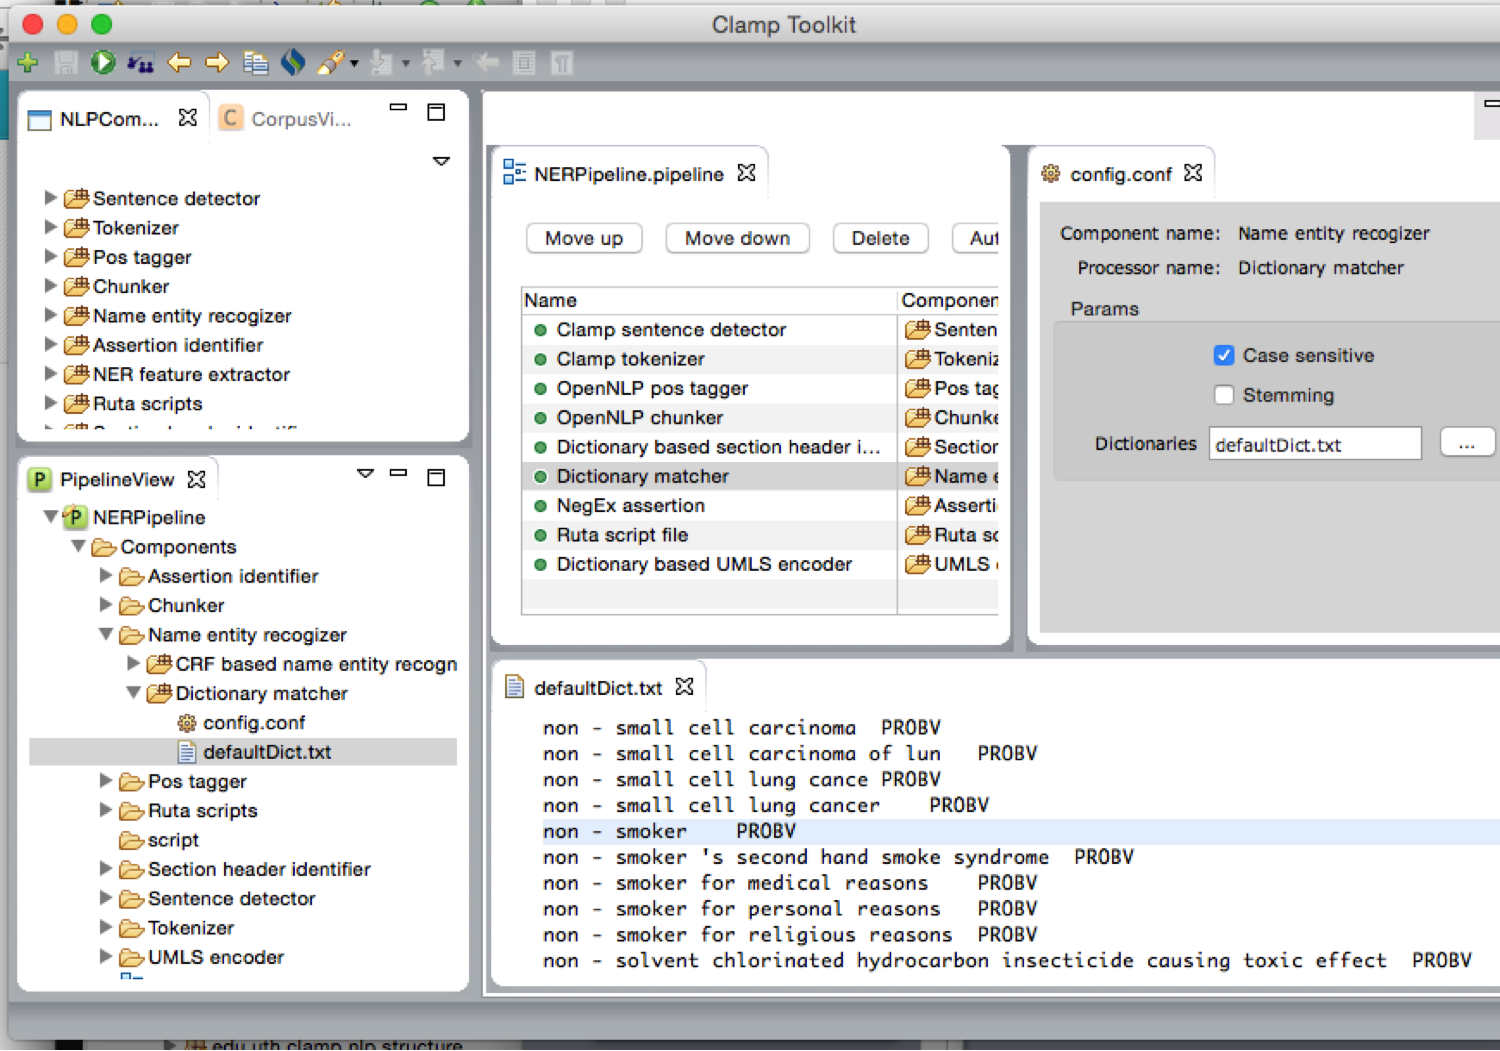 Clamp Toolkit
NLPCom...
C CorpusVi...
Sentence detector
Tokenizer
Pos tagger
Chunker
Name entity recogizer
Assertion identifier
NER feature extractor
Ruta scripts
P PipelineView
P NERPipeline
Components
Assertion identifier
Chunker
Name entity recogizer
CRF based name entity recogn
Dictionary matcher
config.conf
defaultDict.txt
Pos tagger
Ruta scripts
script
Section header identifier
Sentence detector
Tokenizer
UMLS encoder
NERPipeline.pipeline
Move up Move down Delete Aut
Name Componen
Clamp sentence detector Senten
Clamp tokenizer Tokeniz
OpenNLP pos tagger Pos tag
OpenNLP chunker Chunke
Dictionary based section header i... Section
Dictionary matcher Name e
NegEx assertion Asserti
Ruta script file Ruta sc
Dictionary based UMLS encoder UMLS
config.conf
Component name: Name entity recogizer
Processor name: Dictionary matcher
Params
Case sensitive
Stemming
Dictionaries defaultDict.txt ...
defaultDict.txt
non - small cell carcinoma PROBV
non - small cell carcinoma of lun PROBV
non - small cell lung cance PROBV
non - small cell lung cancer PROBV
non - smoker PROBV
non - smoker 's second hand smoke syndrome PROBV
non - smoker for medical reasons PROBV
non - smoker for personal reasons PROBV
non - smoker for religious reasons PROBV
non - solvent chlorinated hydrocarbon insecticide causing toxic effect PROBV
edu.uth.clamp.nlp.structure